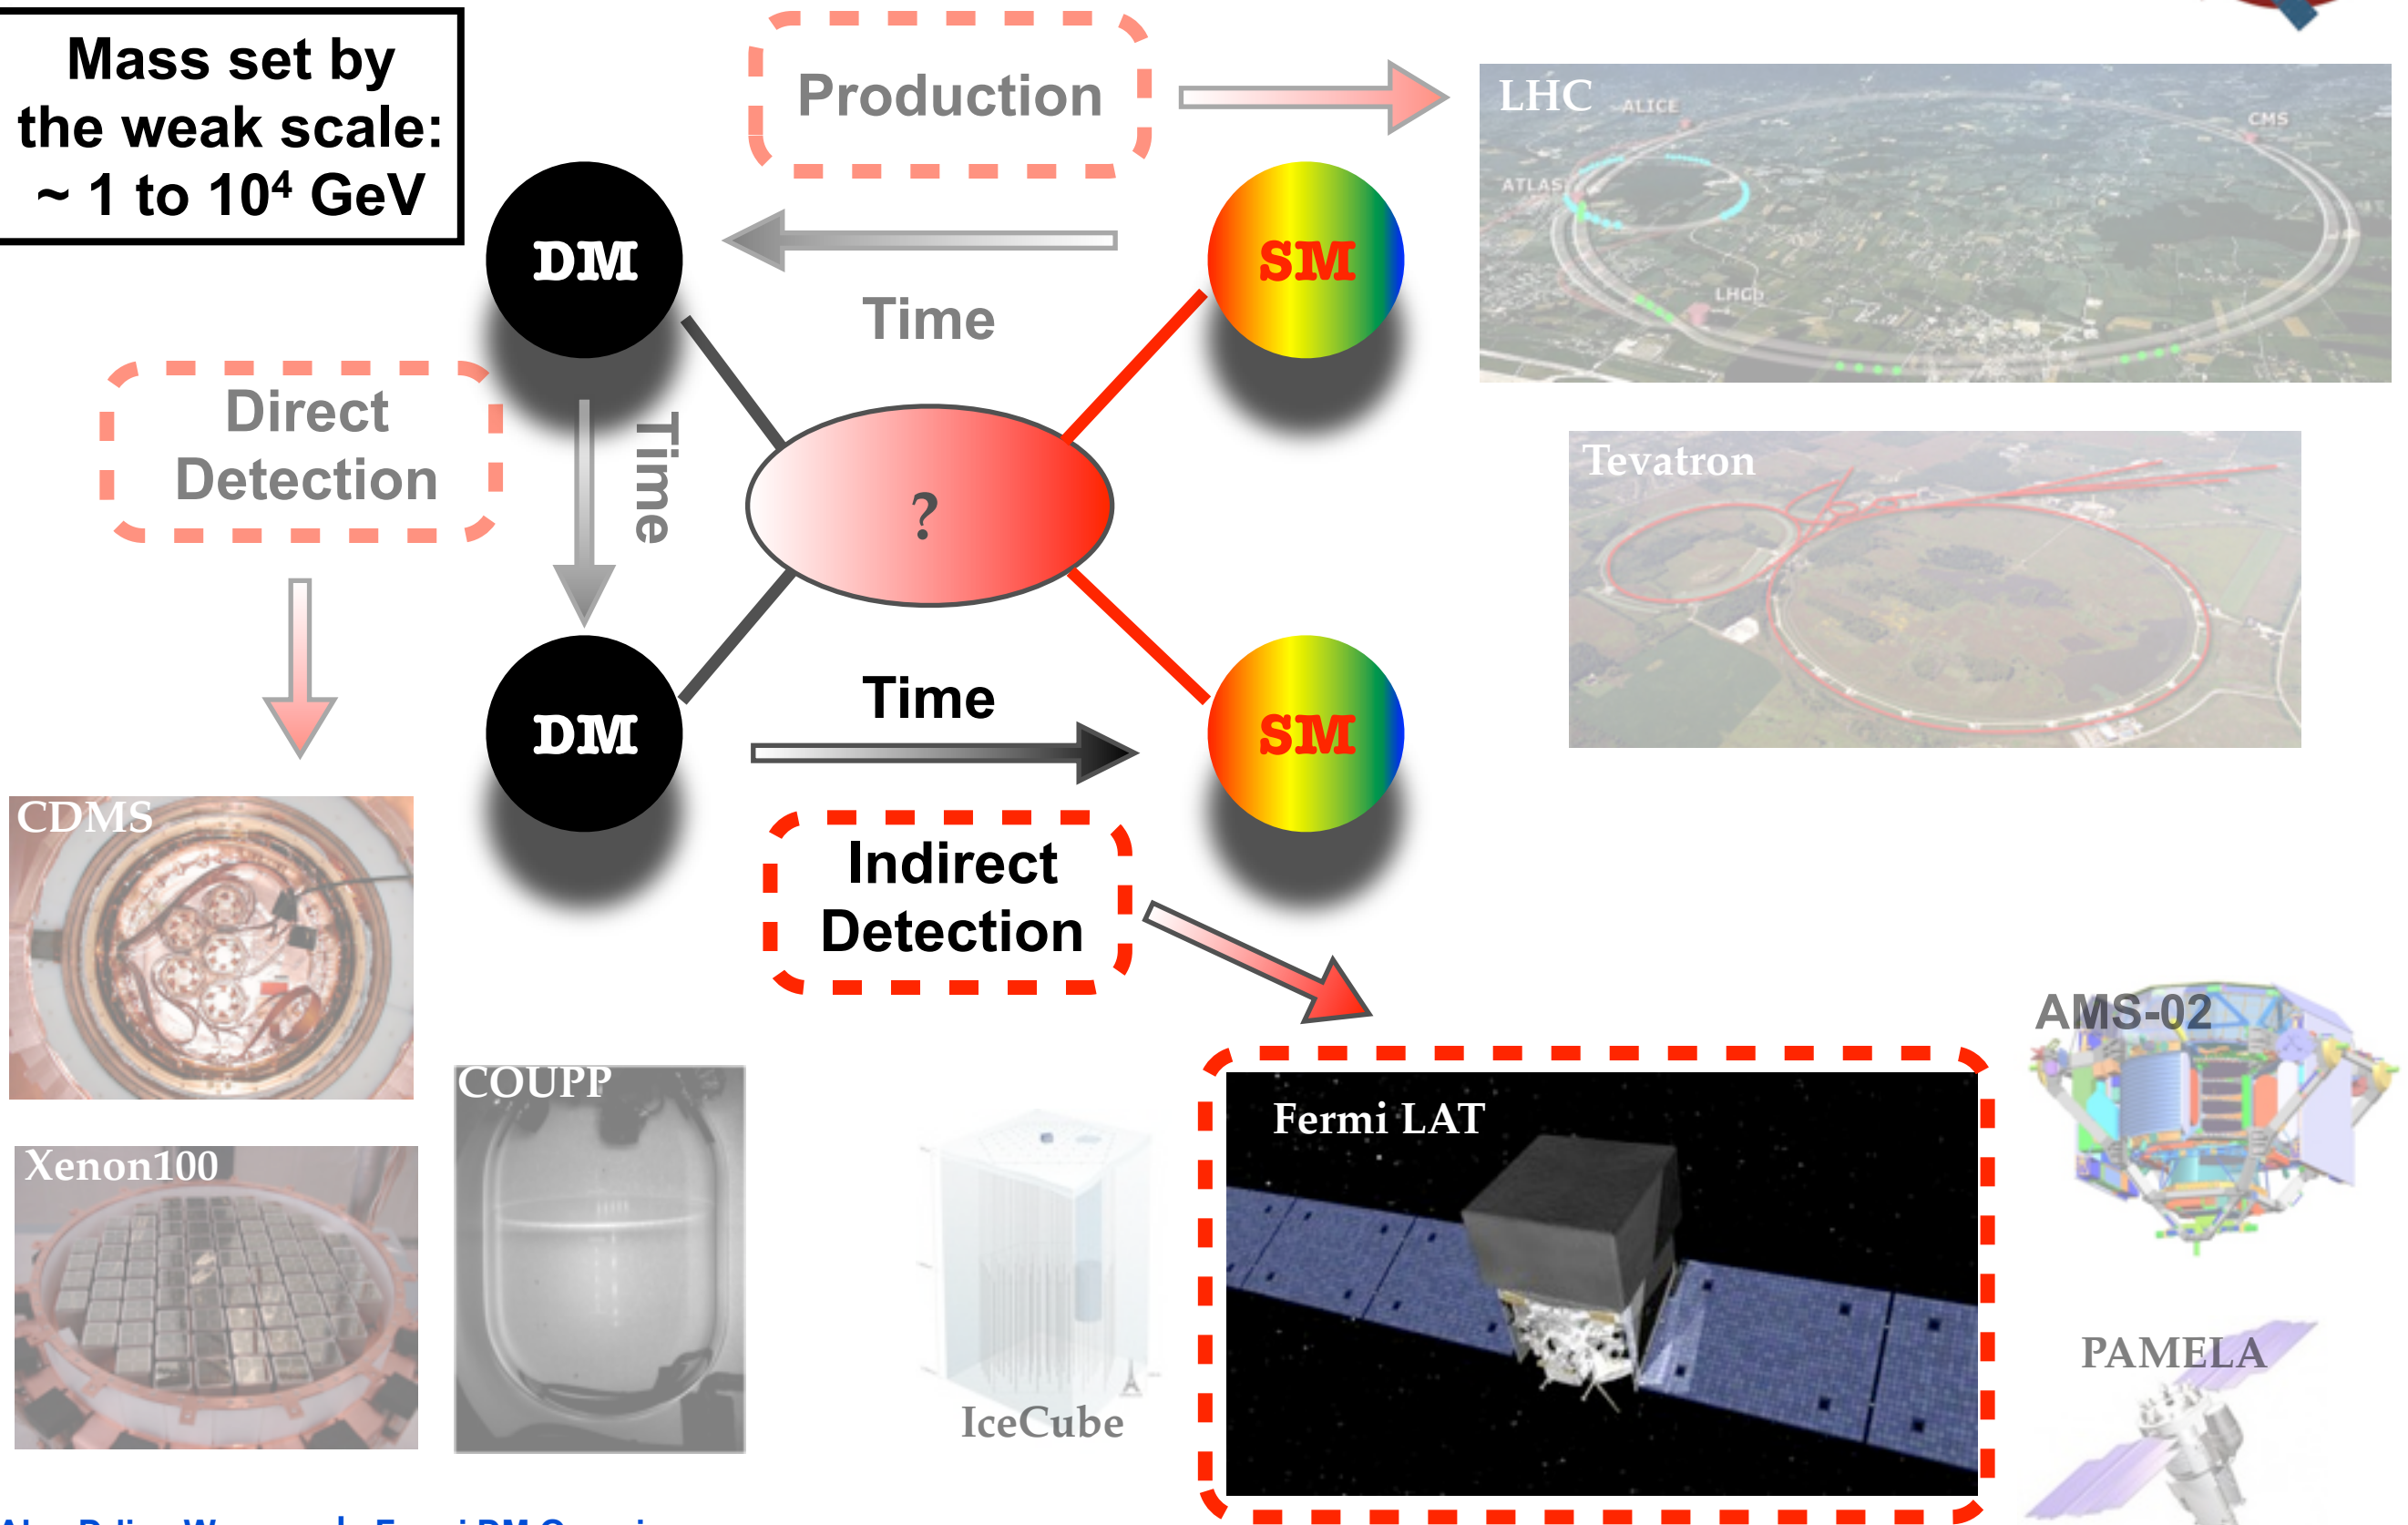 Mass set by
the weak scale:
~ 1 to 10⁴ GeV
Production
LHC
ALICE
CMS
ATLAS
LHCb
DM
SM
Time
Direct
Detection
Time
?
Tevatron
DM
Time
SM
CDMS
Indirect
Detection
AMS-02
COUPP
Fermi LAT
Xenon100
IceCube
PAMELA